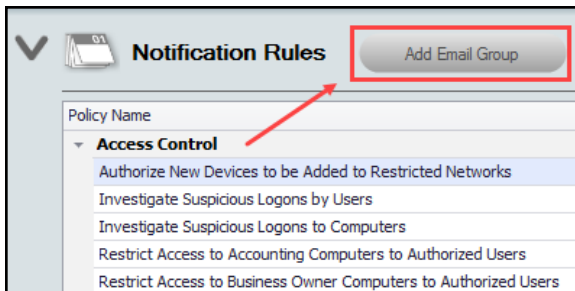 01
Notification Rules
Add Email Group
Policy Name
Access Control
Authorize New Devices to be Added to Restricted Networks
Investigate Suspicious Logons by Users
Investigate Suspicious Logons to Computers
Restrict Access to Accounting Computers to Authorized Users
Restrict Access to Business Owner Computers to Authorized Users